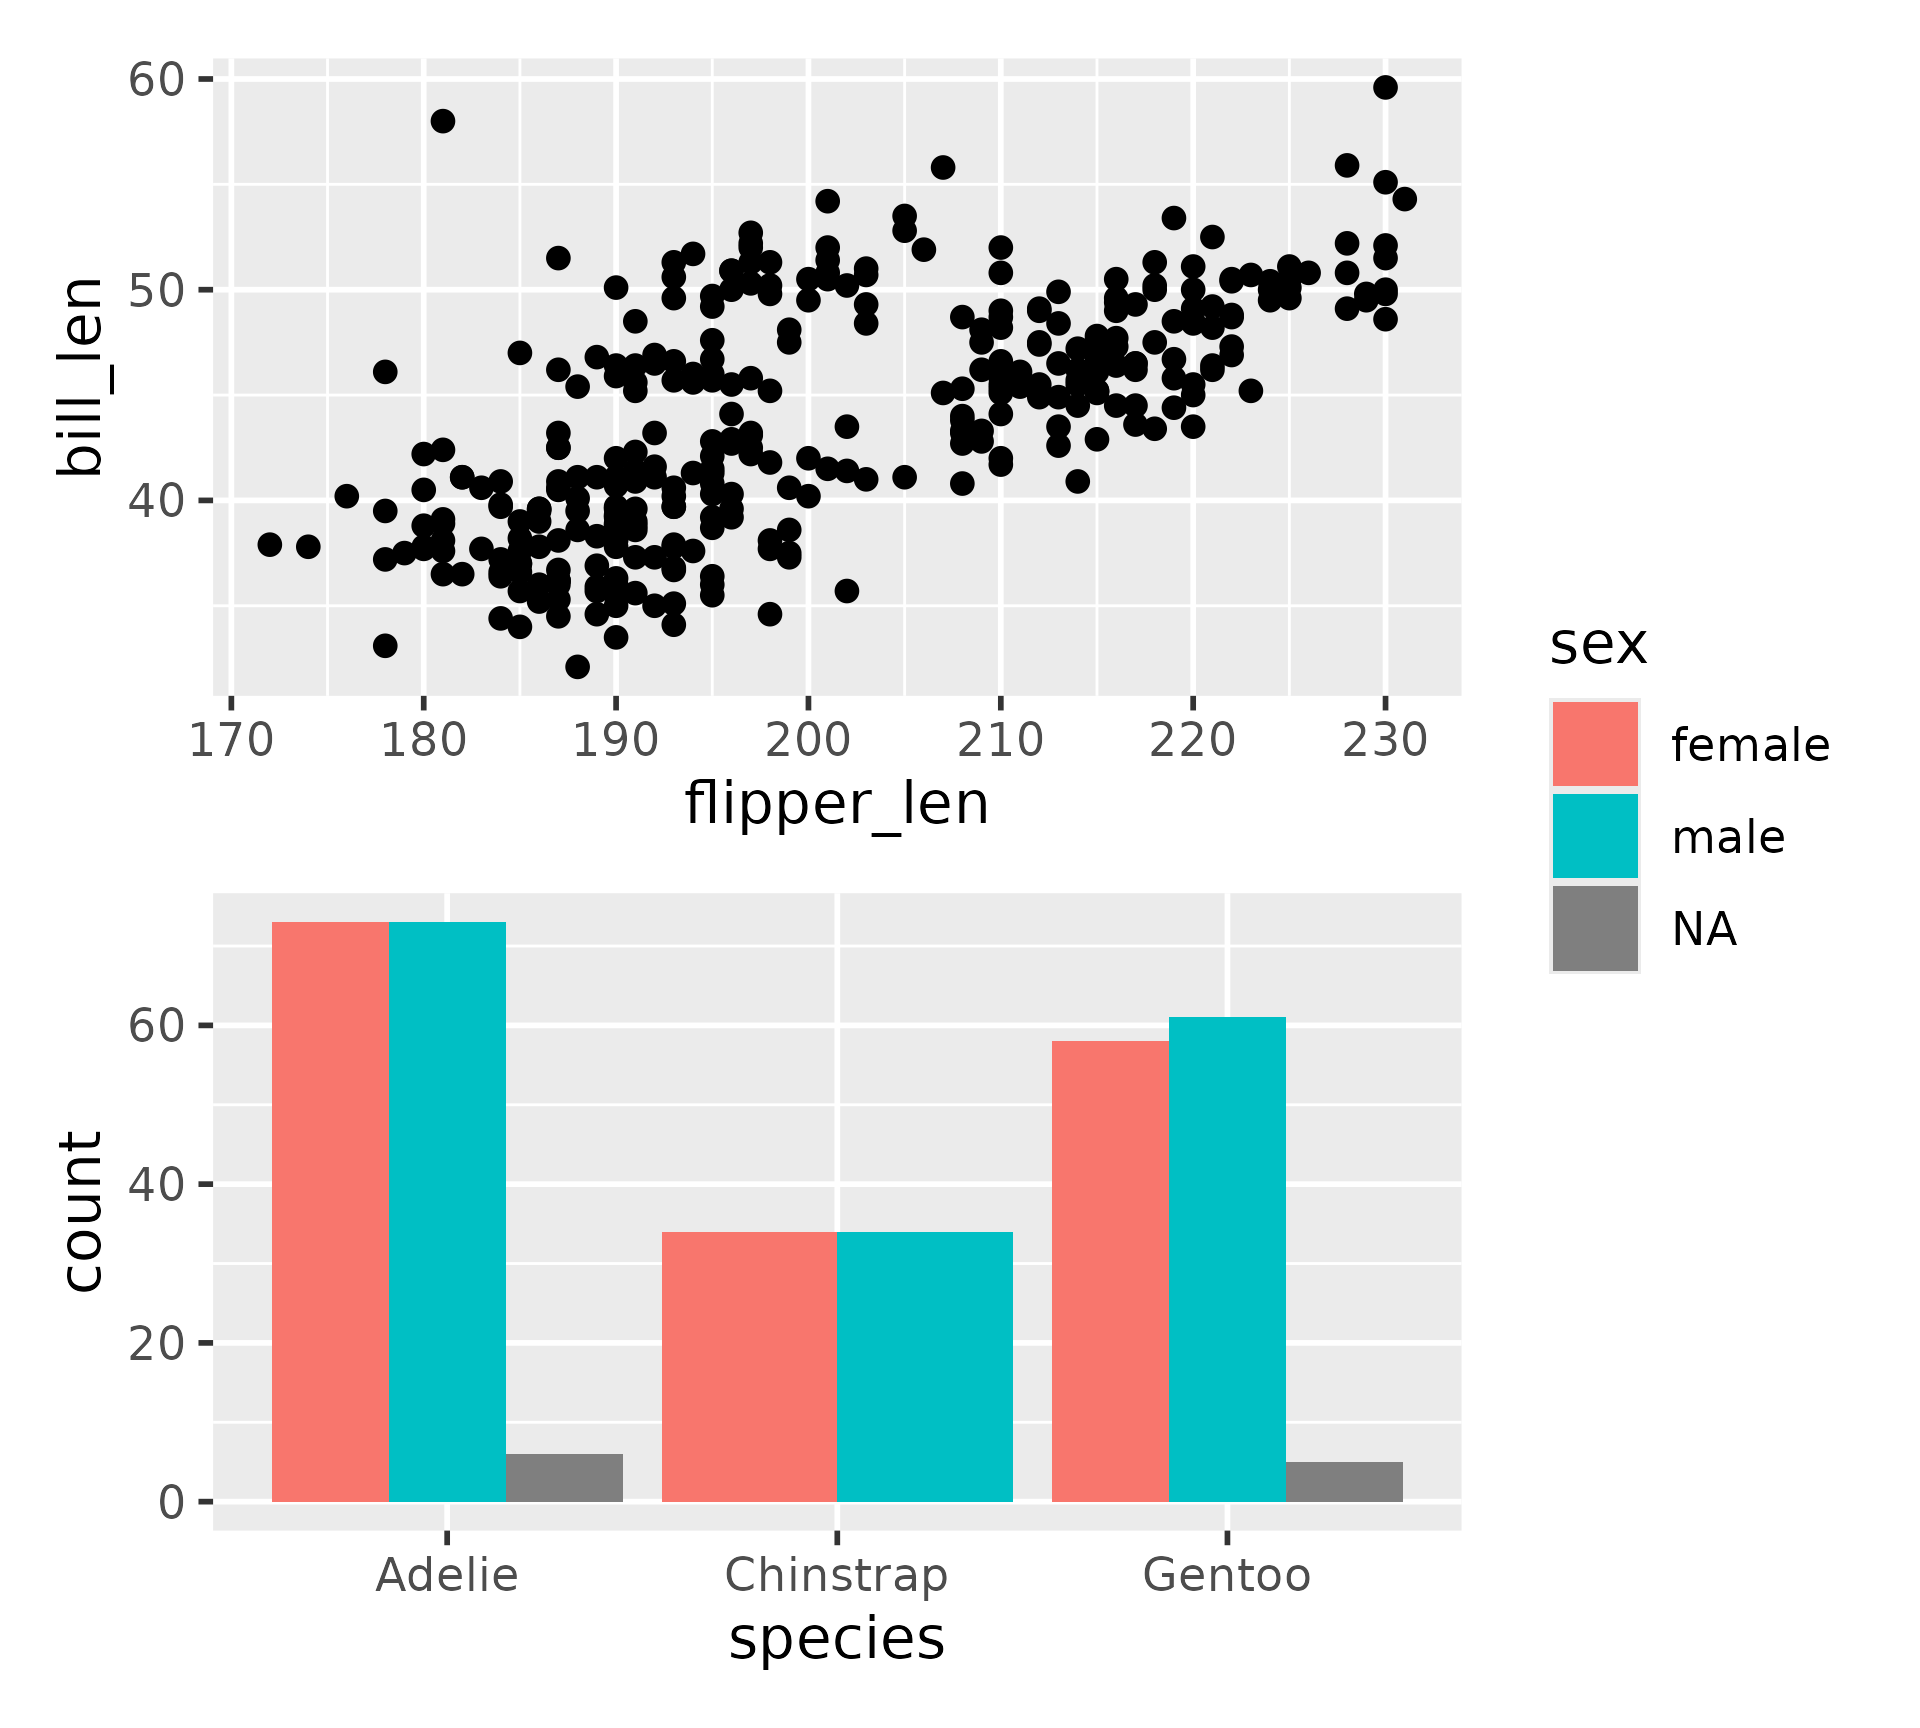 60
50
40
bill_len
170 180 190 200 210 220 230
flipper_len
sex
female
male
NA
60
40
20
0
count
Adelie Chinstrap Gentoo
species